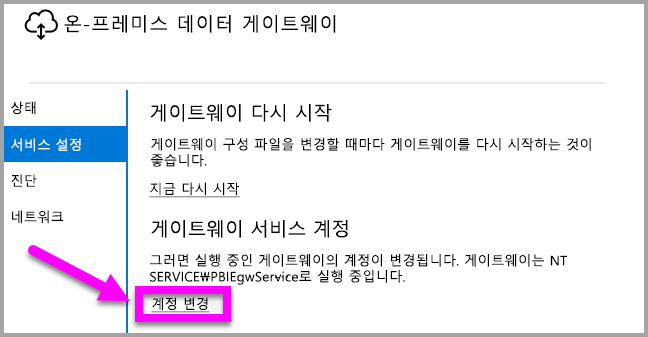 온-프레미스 데이터 게이트웨이
상태
서비스 설정
진단
네트워크
게이트웨이 다시 시작
게이트웨이 구성 파일을 변경할 때마다 게이트웨이를 다시 시작하는 것이
좋습니다.
지금 다시 시작
게이트웨이 서비스 계정
그러면 실행 중인 게이트웨이의 계정이 변경됩니다. 게이트웨이는 NT
SERVICE₩PBIEgwService로 실행 중입니다.
계정 변경